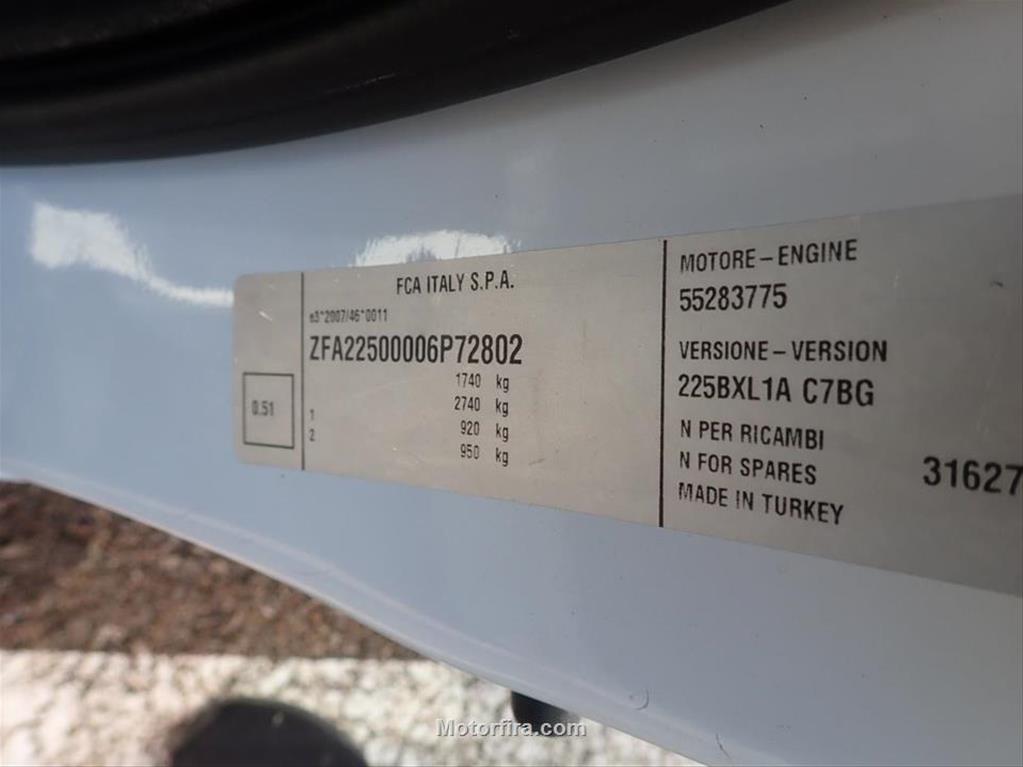 FCA ITALY S.P.A.
e3*2007/46*0011
ZFA22500006P72802
1740 kg
2740 kg
1 920 kg
2 950 kg
0.51
MOTORE-ENGINE
55283775
VERSIONE-VERSION
225BXL1A C7BG
N PER RICAMBI
N FOR SPARES 31627
MADE IN TURKEY
Motorfira.com